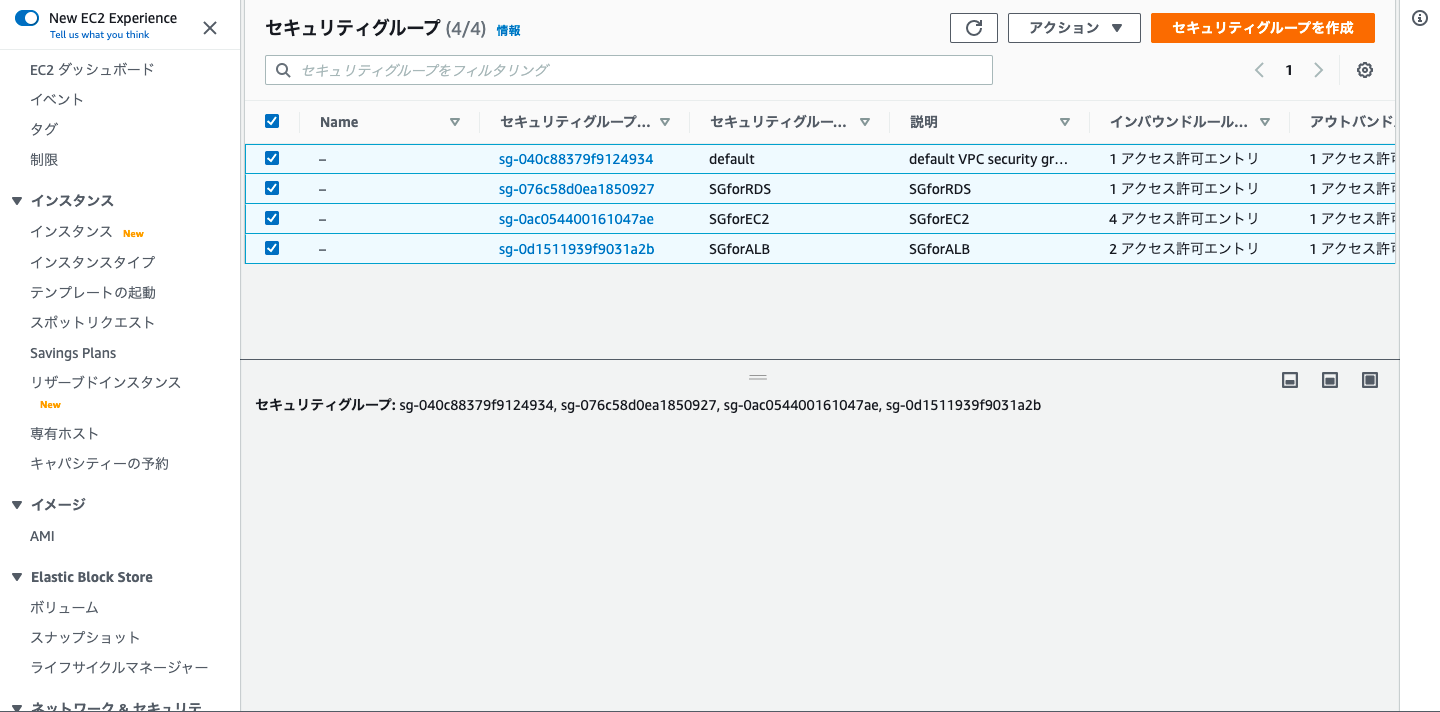 New EC2 Experience
Tell us what you think
EC2 ダッシュボード
イベント
タグ
制限
インスタンス
インスタンス New
インスタンスタイプ
テンプレートの起動
スポットリクエスト
Savings Plans
リザーブドインスタンス
New
専有ホスト
キャパシティーの予約
イメージ
AMI
Elastic Block Store
ボリューム
スナップショット
ライフサイクルマネージャー
ネットワーク & セキュリテ
セキュリティグループ (4/4) 情報
アクション
セキュリティグループを作成
セキュリティグループをフィルタリング
1
Name セキュリティグループ... セキュリティグルー... 説明 インバウンドルール... アウトバンド
– sg-040c88379f9124934 default default VPC security gr... 1 アクセス許可エントリ 1 アクセス許可
– sg-076c58d0ea1850927 SGforRDS SGforRDS 1 アクセス許可エントリ 1 アクセス許可
– sg-0ac054400161047ae SGforEC2 SGforEC2 4 アクセス許可エントリ 1 アクセス許可
– sg-0d1511939f9031a2b SGforALB SGforALB 2 アクセス許可エントリ 1 アクセス許可
セキュリティグループ: sg-040c88379f9124934, sg-076c58d0ea1850927, sg-0ac054400161047ae, sg-0d1511939f9031a2b